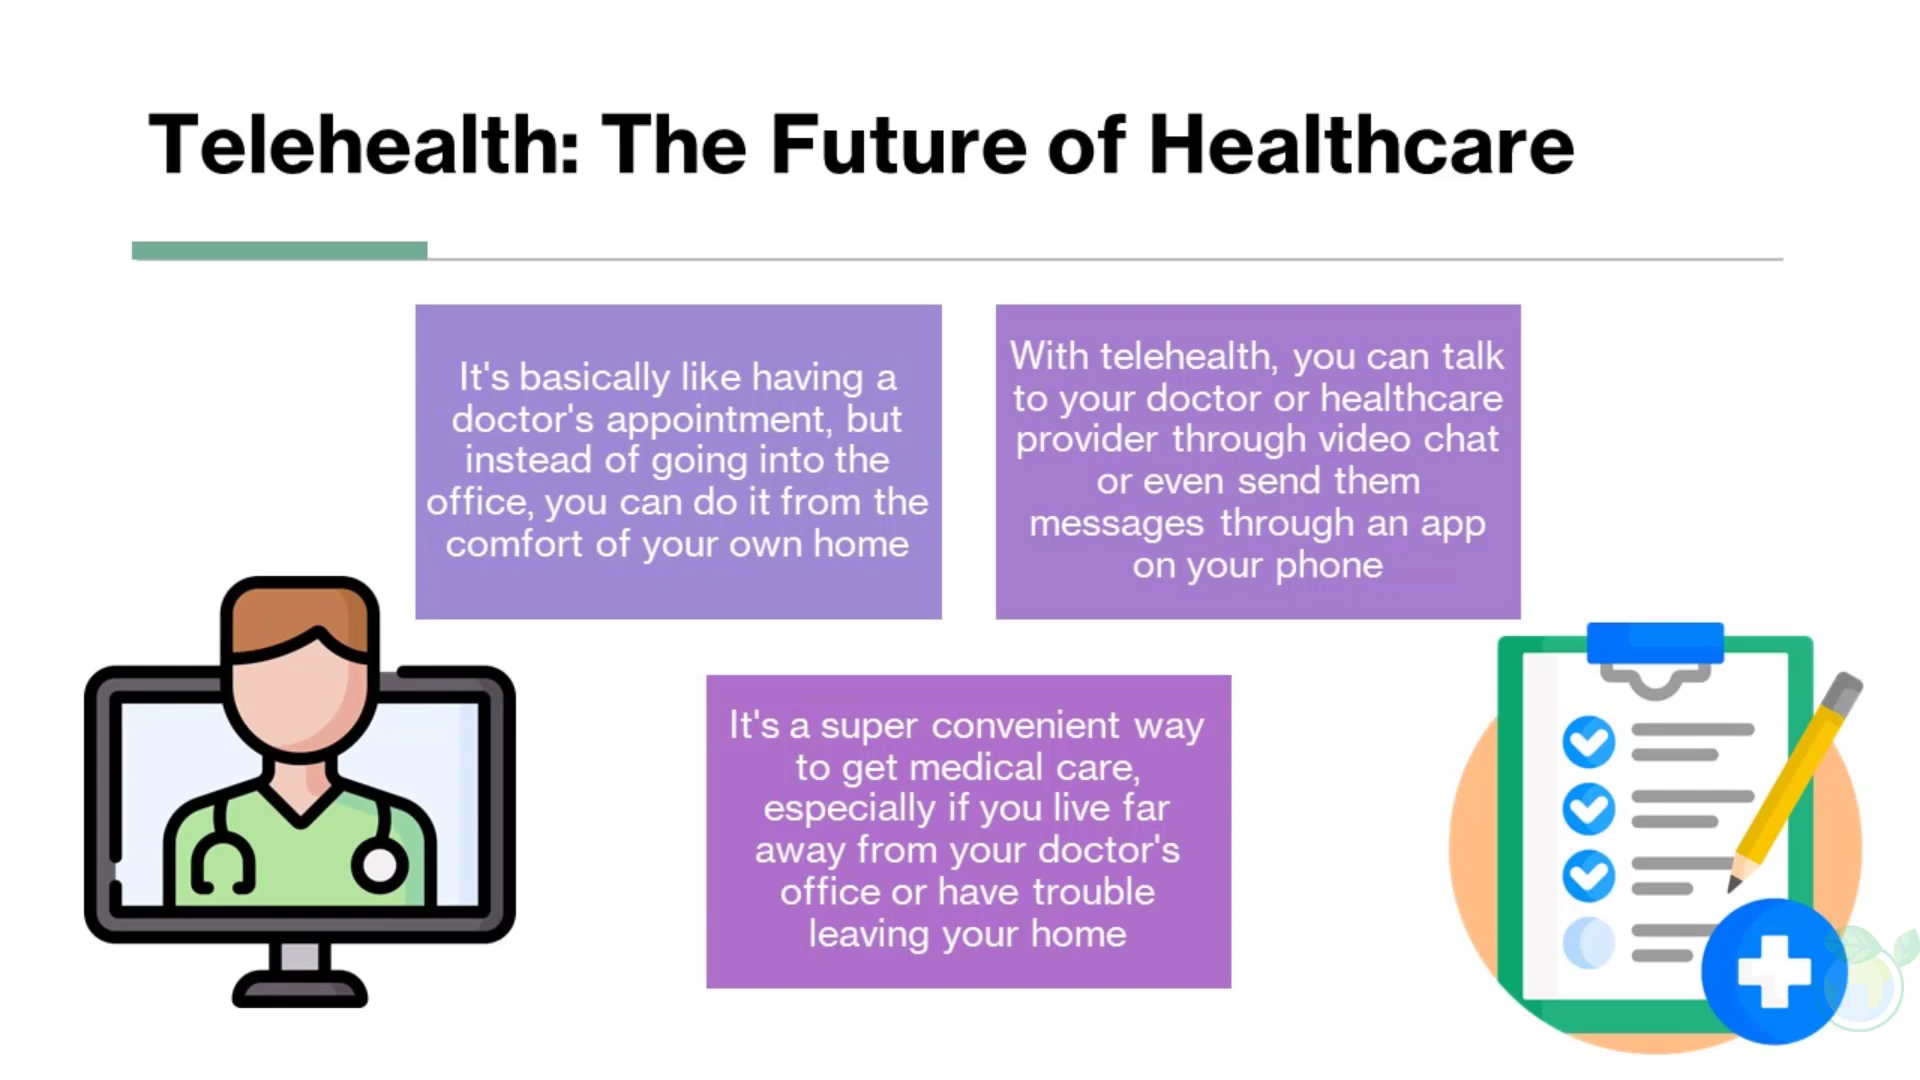 Telehealth: The Future of Healthcare
It's basically like having a
doctor's appointment, but
instead of going into the
office, you can do it from the
comfort of your own home
With telehealth, you can talk
to your doctor or healthcare
provider through video chat
or even send them
messages through an app
on your phone
It's a super convenient way
to get medical care,
especially if you live far
away from your doctor's
office or have trouble
leaving your home